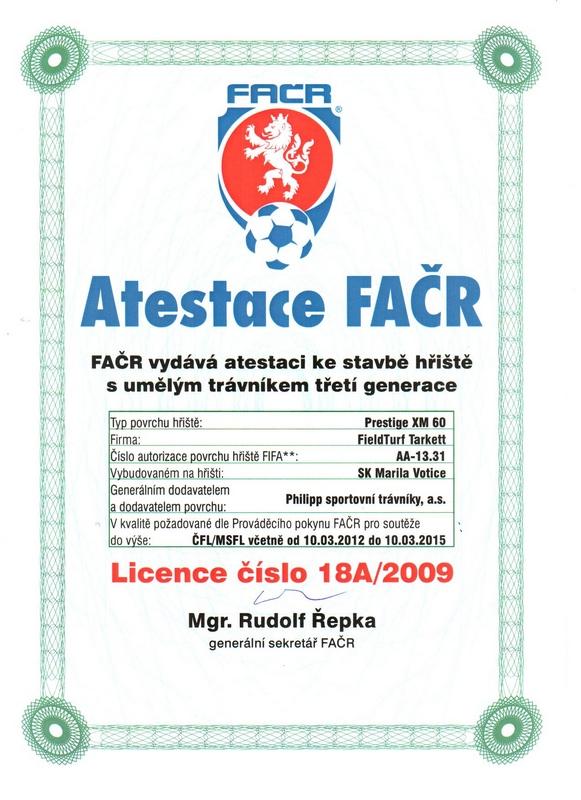 FAČR
®
Atestace FAČR
FAČR vydává atestaci ke stavbě hřiště
s umělým trávníkem třetí generace
Typ povrchu hřiště: Prestige XM 60
Firma: FieldTurf Tarkett
Číslo autorizace povrchu hřiště FIFA**: AA-13.31
Vybudovaném na hřišti: SK Marila Votice
Generálním dodavatelem
a dodavatelem povrchu: Philipp sportovní trávníky, a.s.
V kvalitě požadované dle Prováděcího pokynu FAČR pro soutěže
do výše: ČFL/MSFL včetně od 10.03.2012 do 10.03.2015
Licence číslo 18A/2009
Mgr. Rudolf Řepka
generální sekretář FAČR